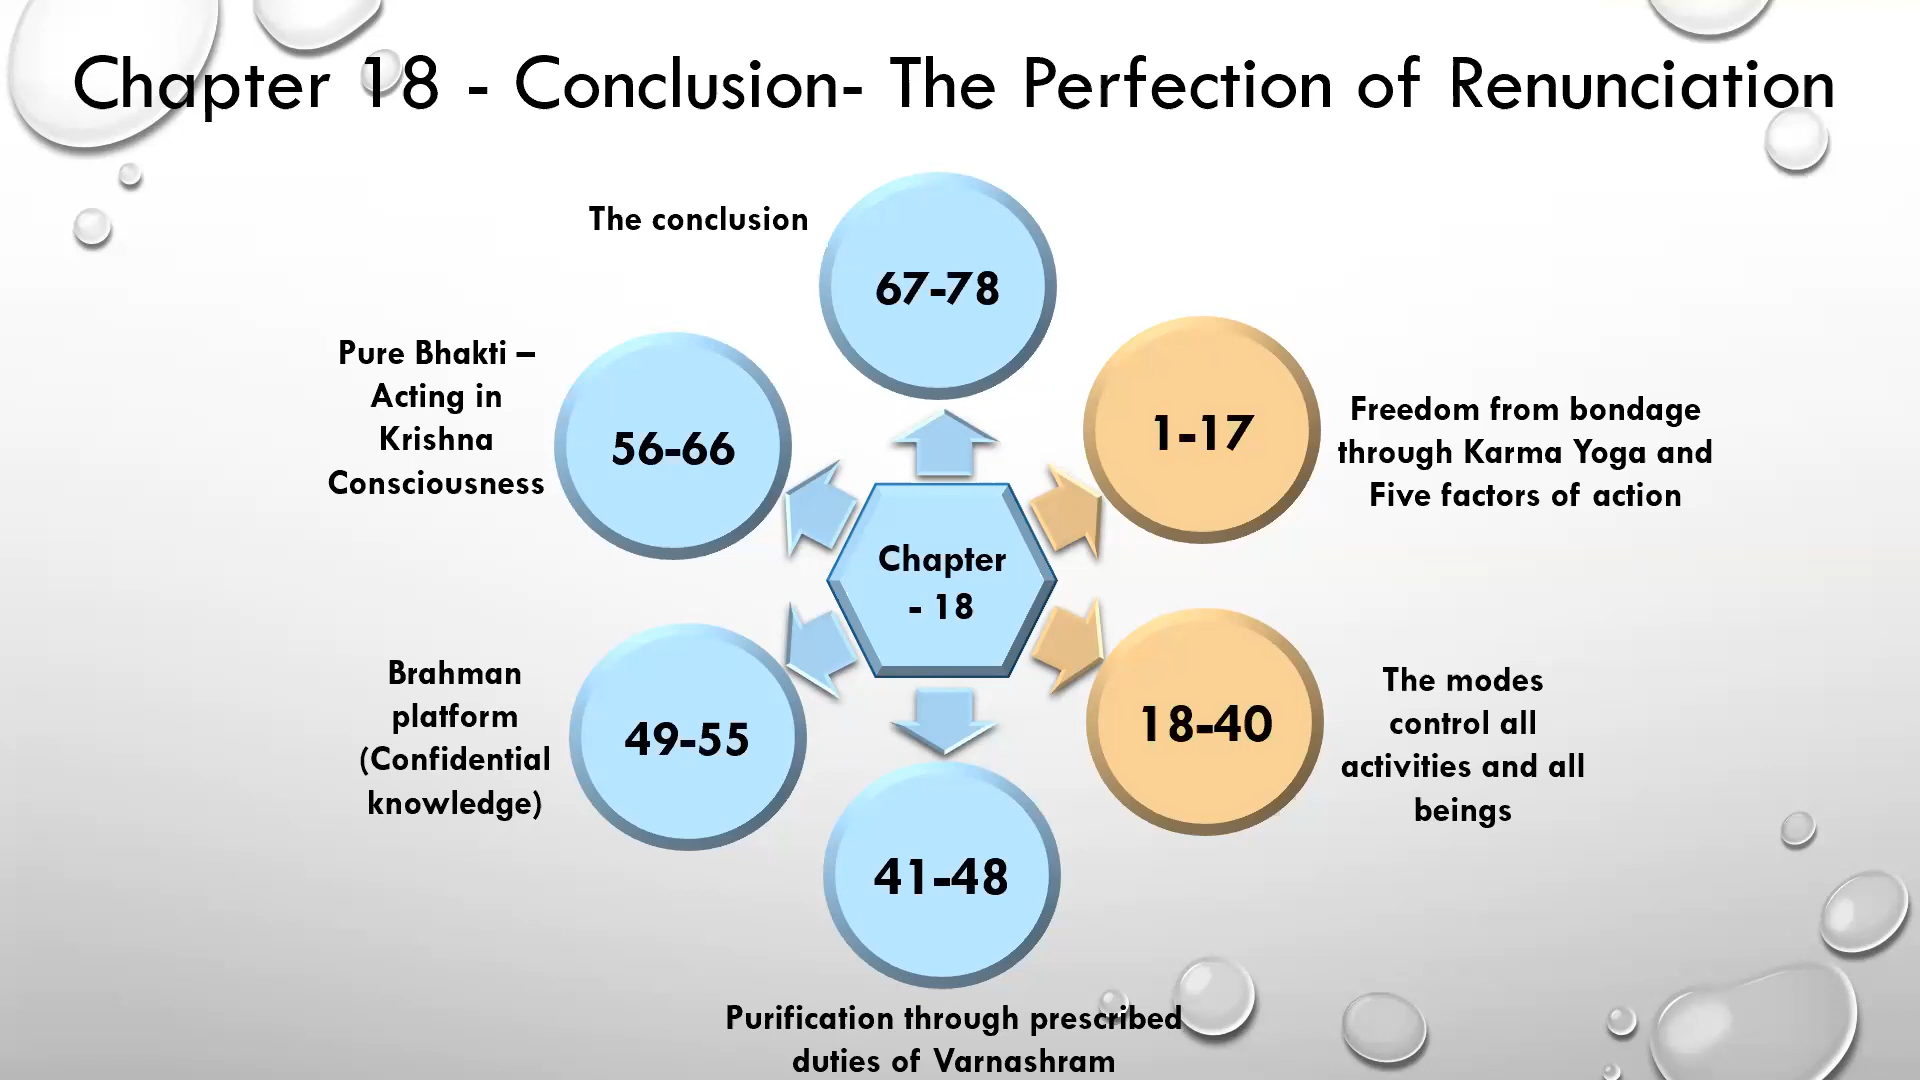 Chapter 18 - Conclusion- The Perfection of Renunciation
The conclusion
67-78
Pure Bhakti –
Acting in
Krishna
Consciousness
56-66
1-17
Freedom from bondage
through Karma Yoga and
Five factors of action
Chapter
- 18
Brahman
platform
(Confidential
knowledge)
49-55
18-40
The modes
control all
activities and all
beings
41-48
Purification through prescribed
duties of Varnashram